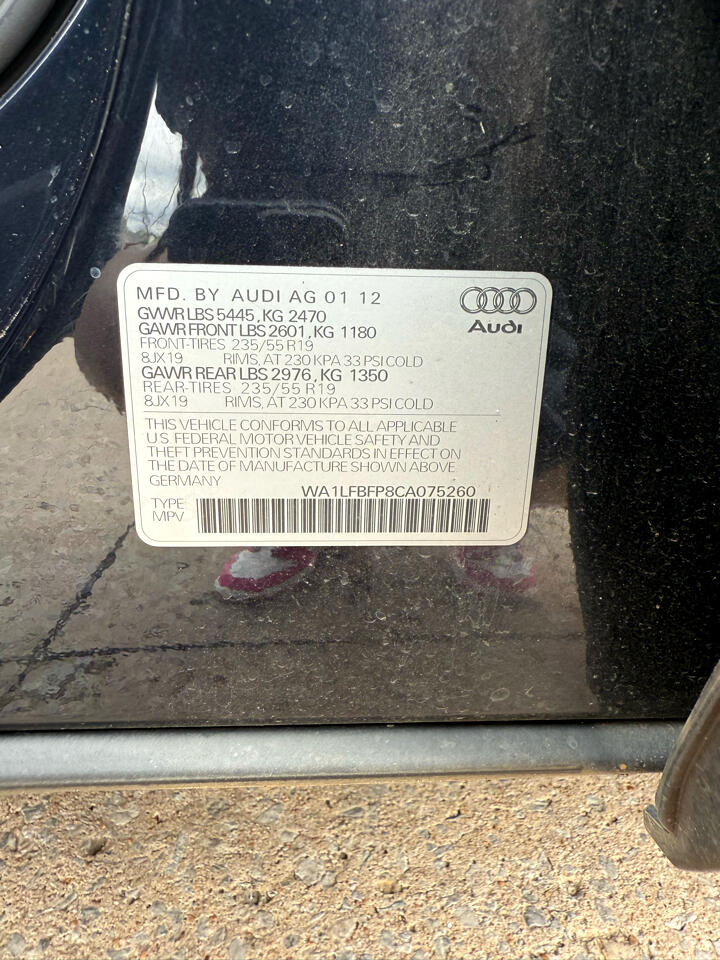 MFD. BY AUDI AG 01 12
GVWR LBS 5445, KG 2470
GAWR FRONT LBS 2601, KG 1180
FRONT-TIRES 235/55 R19
8JX19 RIMS, AT 230 KPA 33 PSI COLD
GAWR REAR LBS 2976, KG 1350
REAR-TIRES 235/55 R19
8JX19 RIMS, AT 230 KPA 33 PSI COLD
Audi
THIS VEHICLE CONFORMS TO ALL APPLICABLE
U.S. FEDERAL MOTOR VEHICLE SAFETY AND
THEFT PREVENTION STANDARDS IN EFFECT ON
THE DATE OF MANUFACTURE SHOWN ABOVE
GERMANY
WA1LFBFP8CA075260
TYPE
MPV